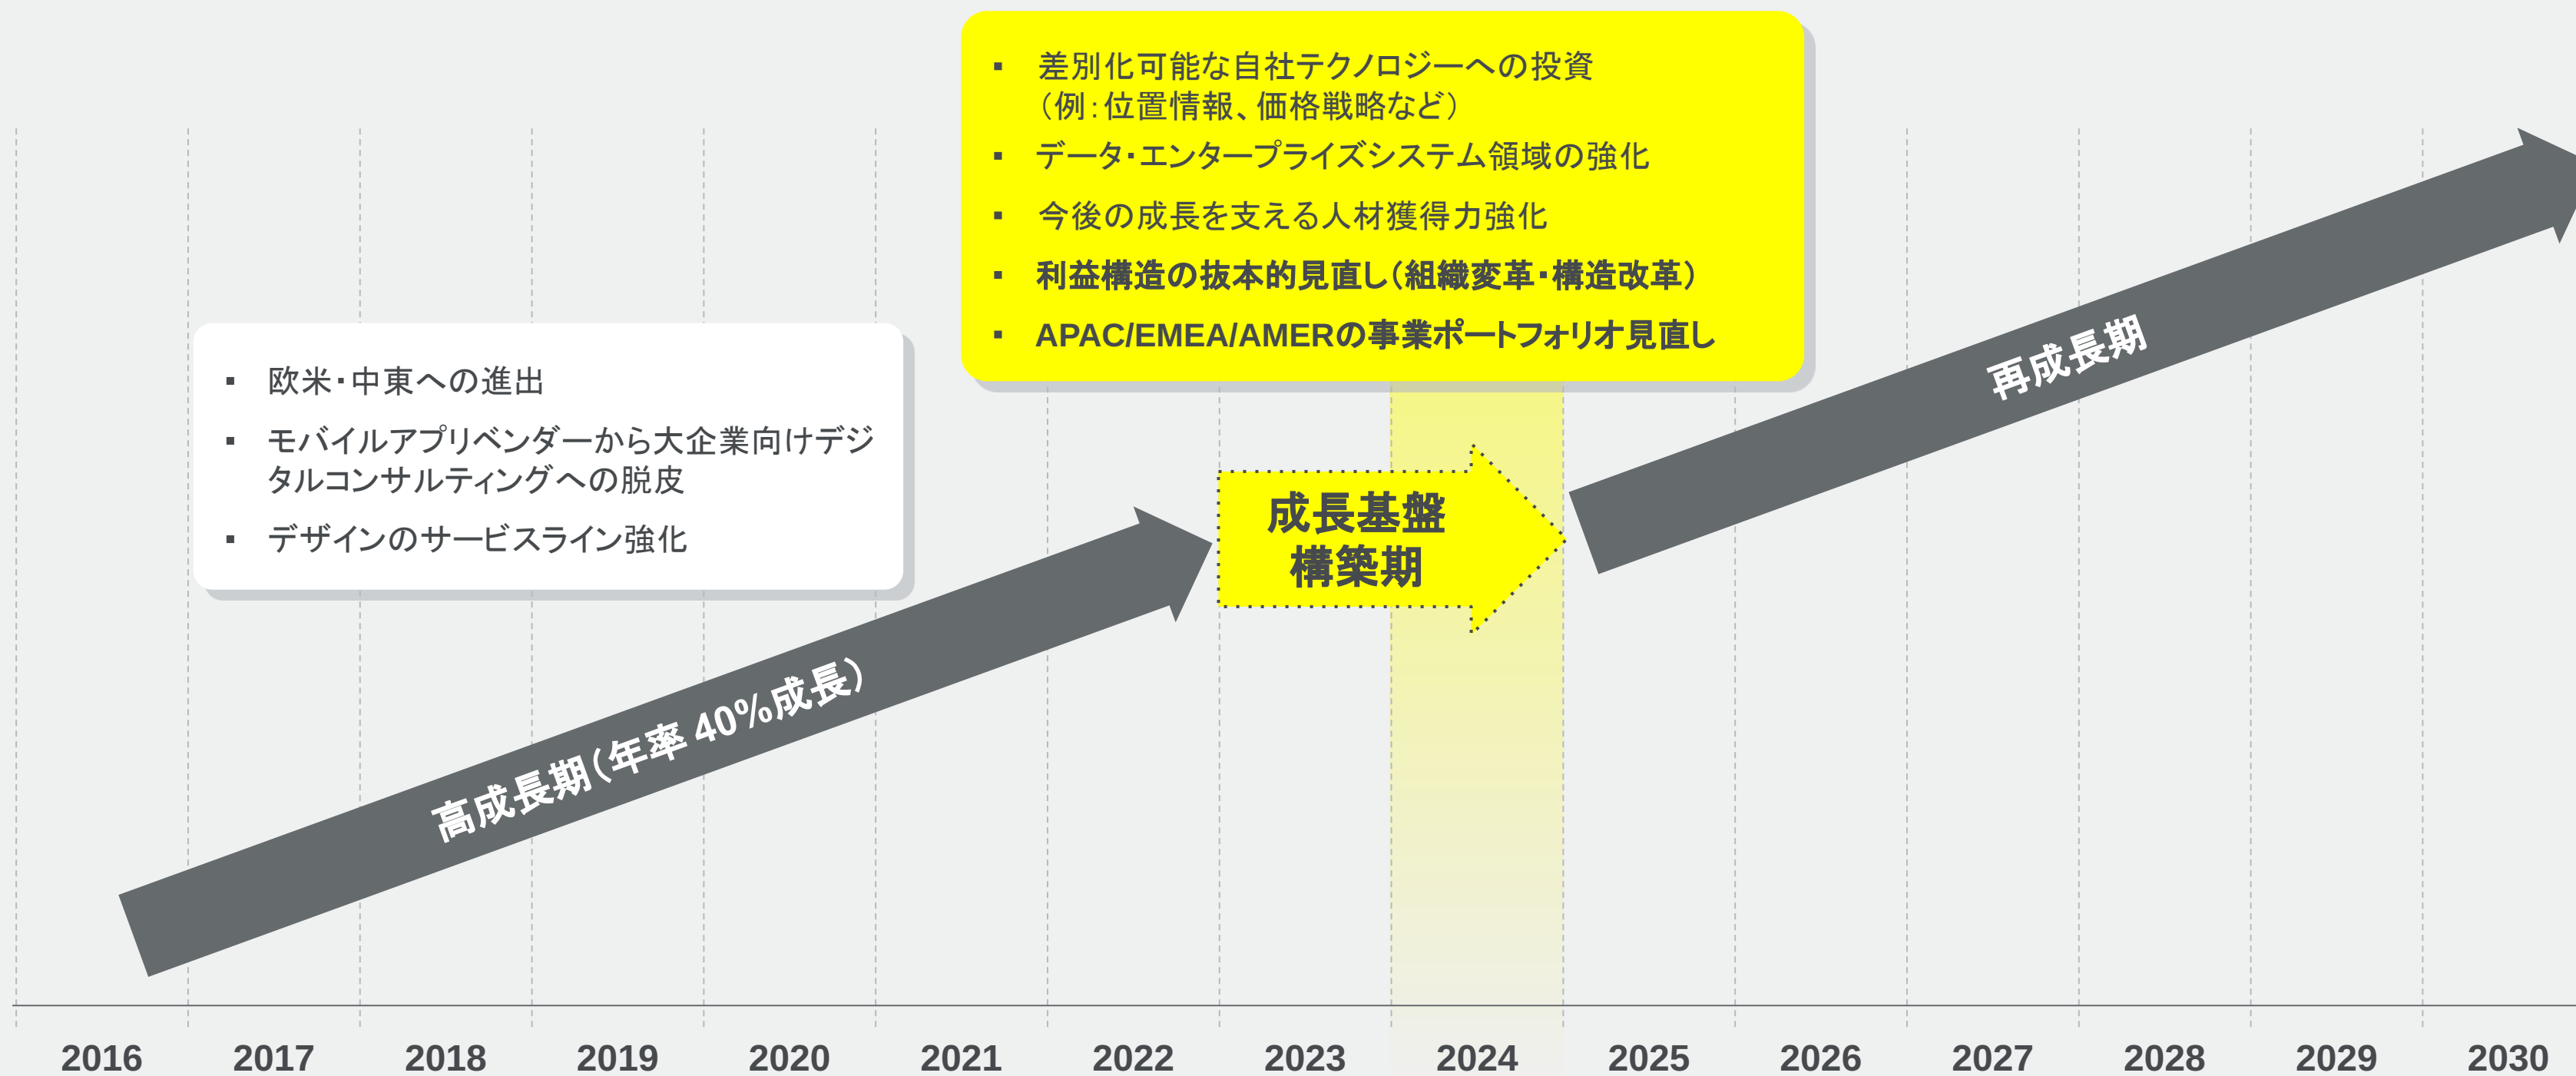 ▪ 差別化可能な自社テクノロジーへの投資
（例：位置情報、価格戦略など）
▪ データ・エンタープライズシステム領域の強化
▪ 今後の成長を支える人材獲得力強化
▪ 利益構造の抜本的見直し（組織変革・構造改革）
▪ APAC/EMEA/AMERの事業ポートフォリオ見直し
▪ 欧米・中東への進出
▪ モバイルアプリベンダーから大企業向けデジ
タルコンサルティングへの脱皮
▪ デザインのサービスライン強化
再成長期
成長基盤
構築期
高成長期（年率 40%成長）
2016 2017 2018 2019 2020 2021 2022 2023 2024 2025 2026 2027 2028 2029 2030